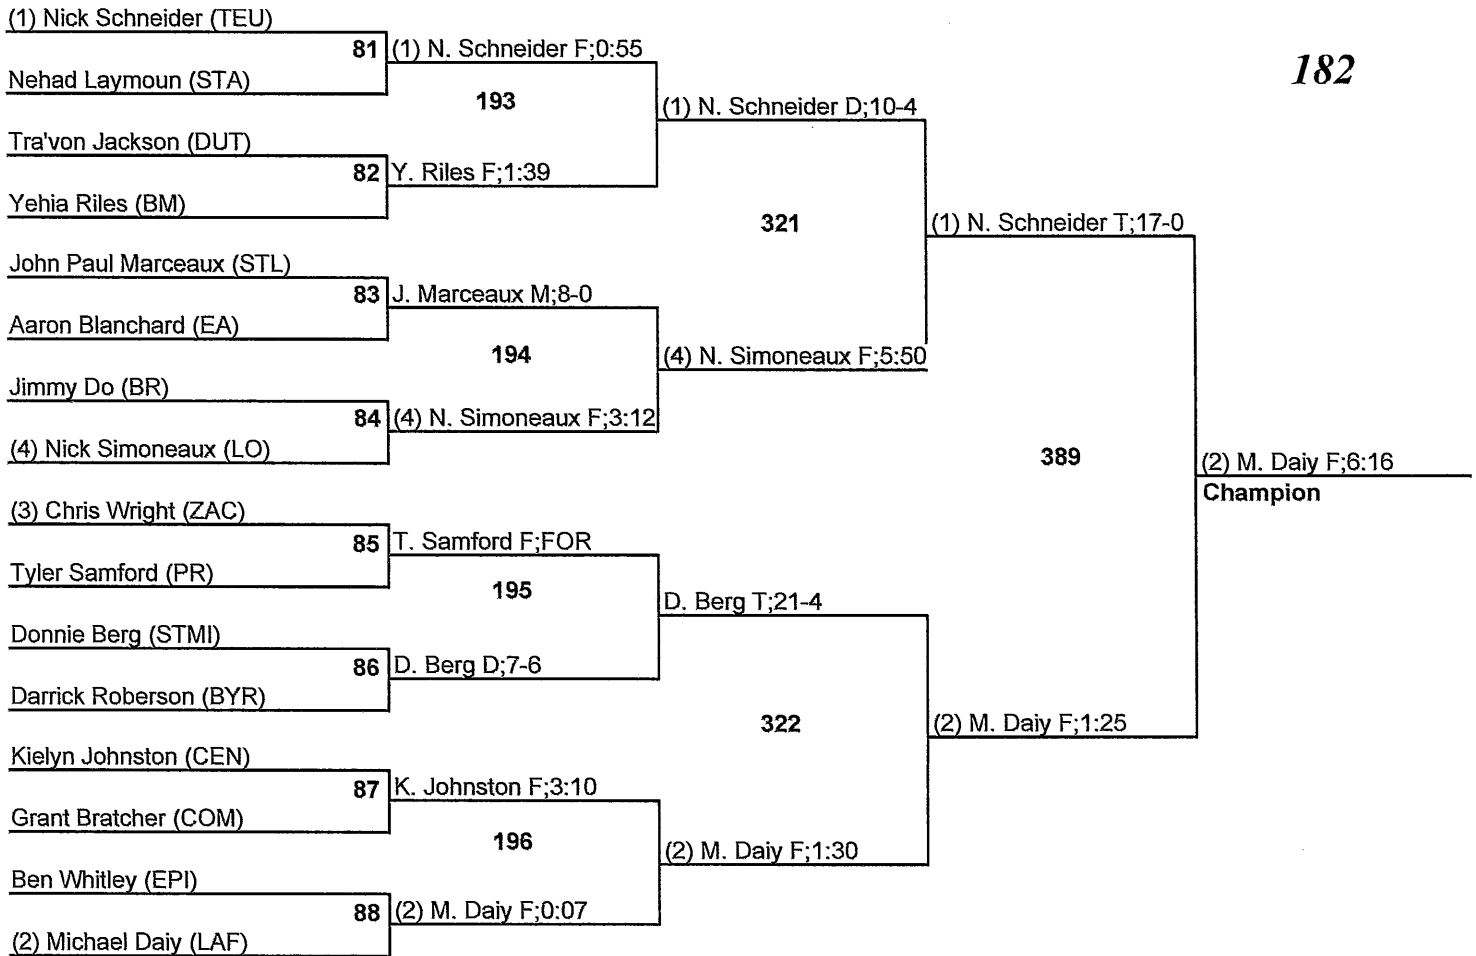 (1) Nick Schneider (TEU)
81 (1) N. Schneider F;0:55
182
Nehad Laymoun (STA)
193
(1) N. Schneider D;10-4
Tra'von Jackson (DUT)
82 Y. Riles F;1:39
Yehia Riles (BM)
321
(1) N. Schneider T;17-0
John Paul Marceaux (STL)
83 J. Marceaux M;8-0
Aaron Blanchard (EA)
194
(4) N. Simoneaux F;5:50
Jimmy Do (BR)
84 (4) N. Simoneaux F;3:12
(4) Nick Simoneaux (LO)
389
(2) M. Daiy F;6:16
Champion
(3) Chris Wright (ZAC)
85 T. Samford F;FOR
Tyler Samford (PR)
195
D. Berg T;21-4
Donnie Berg (STMI)
86 D. Berg D;7-6
Darrick Roberson (BYR)
322
(2) M. Daiy F;1:25
Kielyn Johnston (CEN)
87 K. Johnston F;3:10
Grant Bratcher (COM)
196
(2) M. Daiy F;1:30
Ben Whitley (EPI)
88 (2) M. Daiy F;0:07
(2) Michael Daiy (LAF)